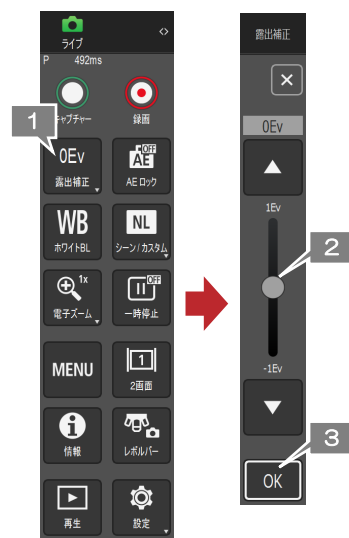 ライブ
P 492ms
キャプチャー
録画
1
0Ev
露出補正
OFF
AE
AE ロック
WB
ホワイトBL
NL
シーン/カスタム
1x
電子ズーム
OFF
一時停止
MENU
1
2画面
i
情報
レボルバー
再生
設定
露出補正
×
0Ev
1Ev
2
-1Ev
3
OK